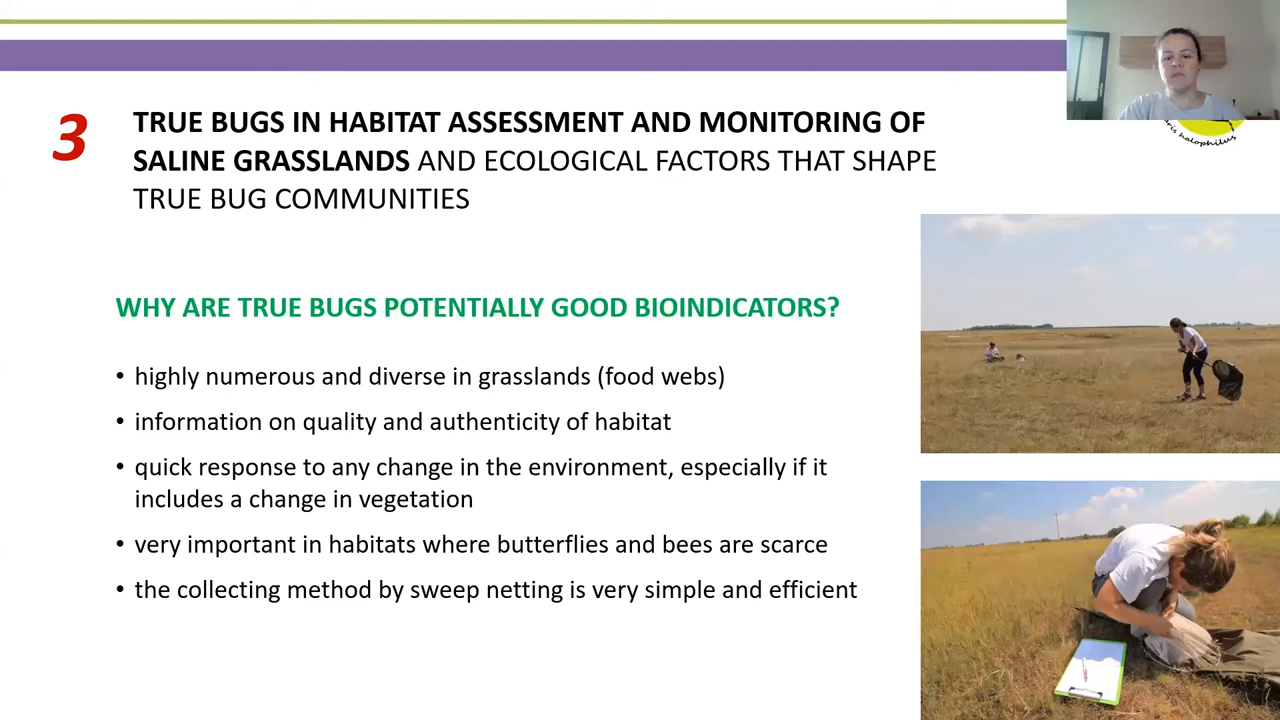 3
TRUE BUGS IN HABITAT ASSESSMENT AND MONITORING OF
SALINE GRASSLANDS AND ECOLOGICAL FACTORS THAT SHAPE
TRUE BUG COMMUNITIES
halophilus
WHY ARE TRUE BUGS POTENTIALLY GOOD BIOINDICATORS?
• highly numerous and diverse in grasslands (food webs)
• information on quality and authenticity of habitat
• quick response to any change in the environment, especially if it
includes a change in vegetation
• very important in habitats where butterflies and bees are scarce
• the collecting method by sweep netting is very simple and efficient